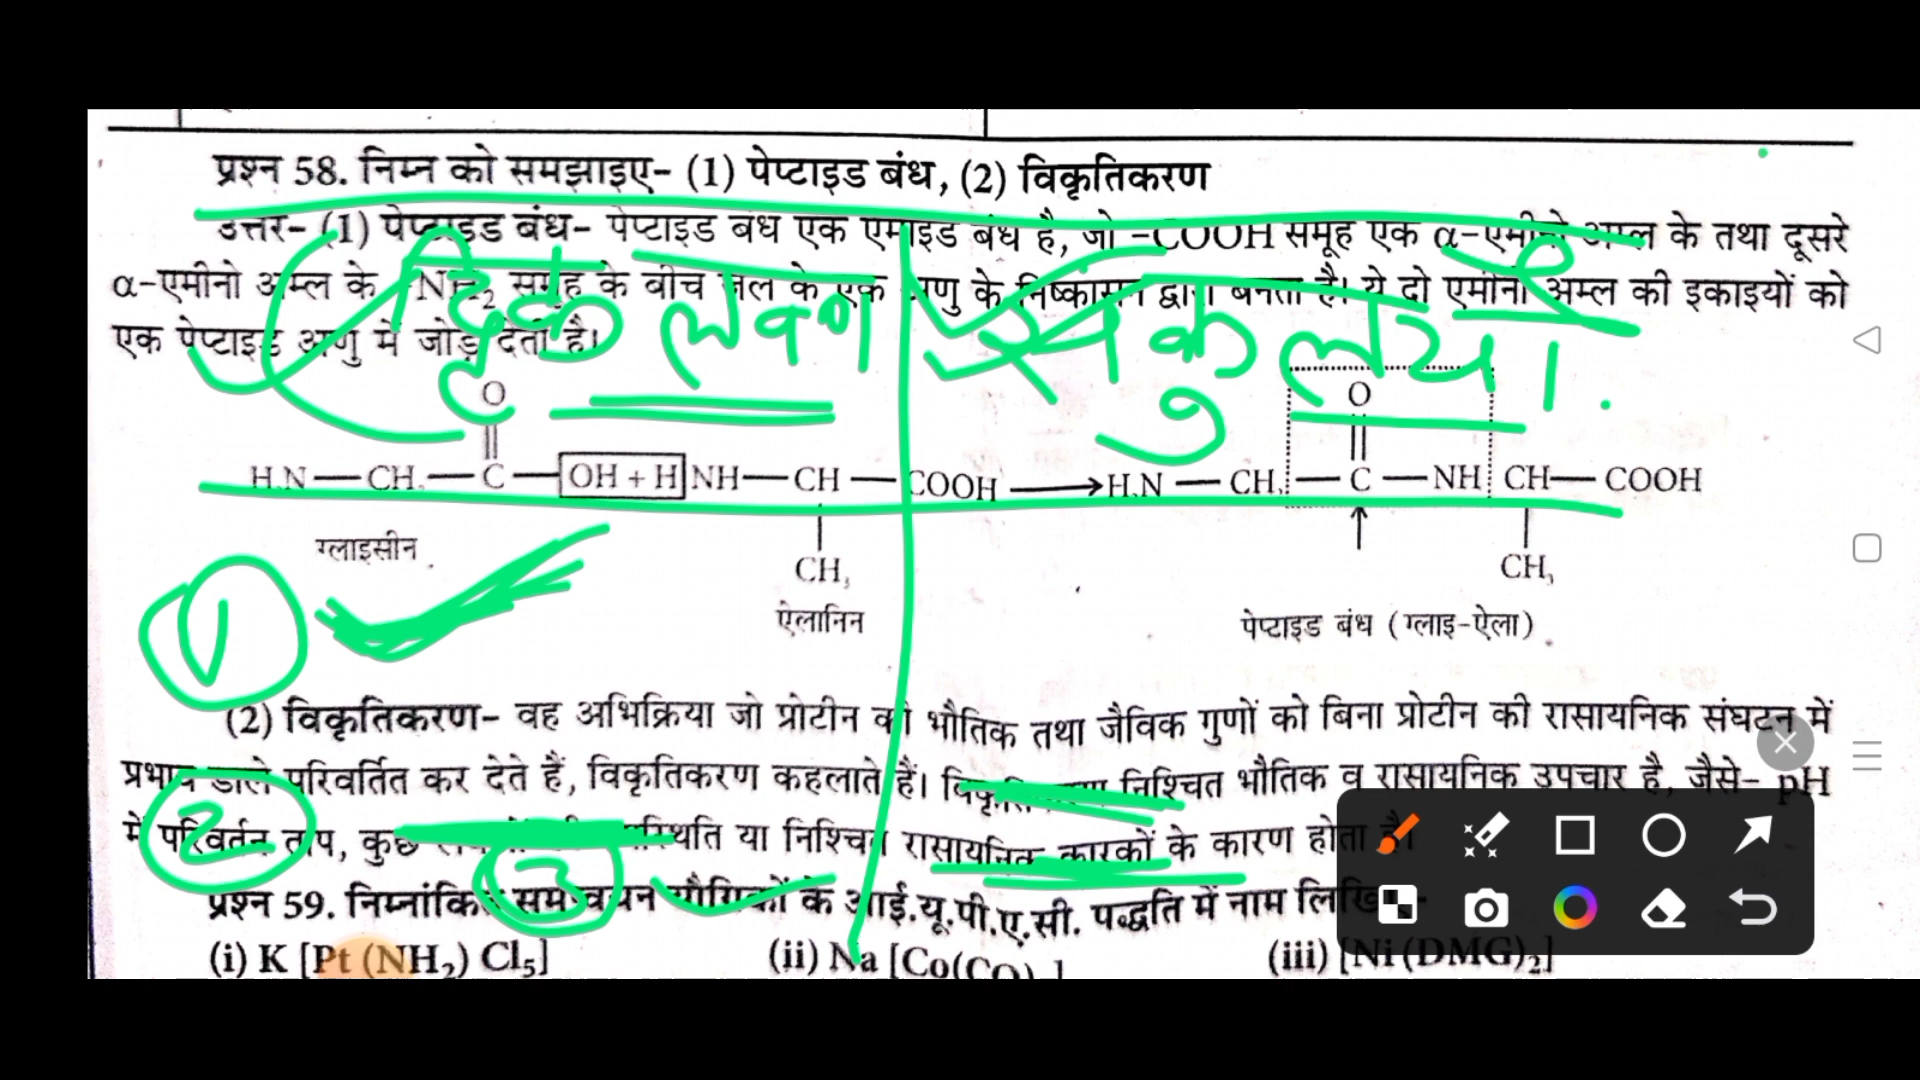 प्रश्न 58. निम्न को समझाइए- (1) पेप्टाइड बंध, (2) विकृतिकरण
उत्तर- (1) पेप्टाइड बंध- पेप्टाइड बंध एक एमाइड बंध है, जो -COOH समूह एक α-एमीनो अम्ल के तथा दूसरे
α-एमीनो अम्ल के -NH₂ समूह के बीच जल के एक अणु के निष्कासन द्वारा बनता है। ये दो एमीनो अम्ल की इकाइयों को
एक पेप्टाइड अणु में जोड़ देती है।
द्विक लवण संकुल लवण।
O O
H₂N — CH₂ — C — OH + H NH — CH — COOH ⟶ H₂N — CH₂ — C — NH CH — COOH
ग्लाइसीन CH₃ CH₃
ऐलानिन पेप्टाइड बंध (ग्लाइ-ऐला)
1
(2) विकृतिकरण- वह अभिक्रिया जो प्रोटीन की भौतिक तथा जैविक गुणों को बिना प्रोटीन की रासायनिक संघटन में
प्रभाव डाले परिवर्तित कर देते हैं, विकृतिकरण कहलाते हैं। विकृतिकरण निश्चित भौतिक व रासायनिक उपचार है, जैसे- pH
2
में परिवर्तन ताप, कुछ या निश्चित रासायनिक कारकों के कारण होता है।
3
प्रश्न 59. निम्नांकित समन्वयन यौगिकों के आई.यू.पी.ए.सी. पद्धति में नाम लिखि
(i) K [Pt (NH₂) Cl₅] (ii) Na [Co(CO) ] (iii) [Ni (DMG)₂]